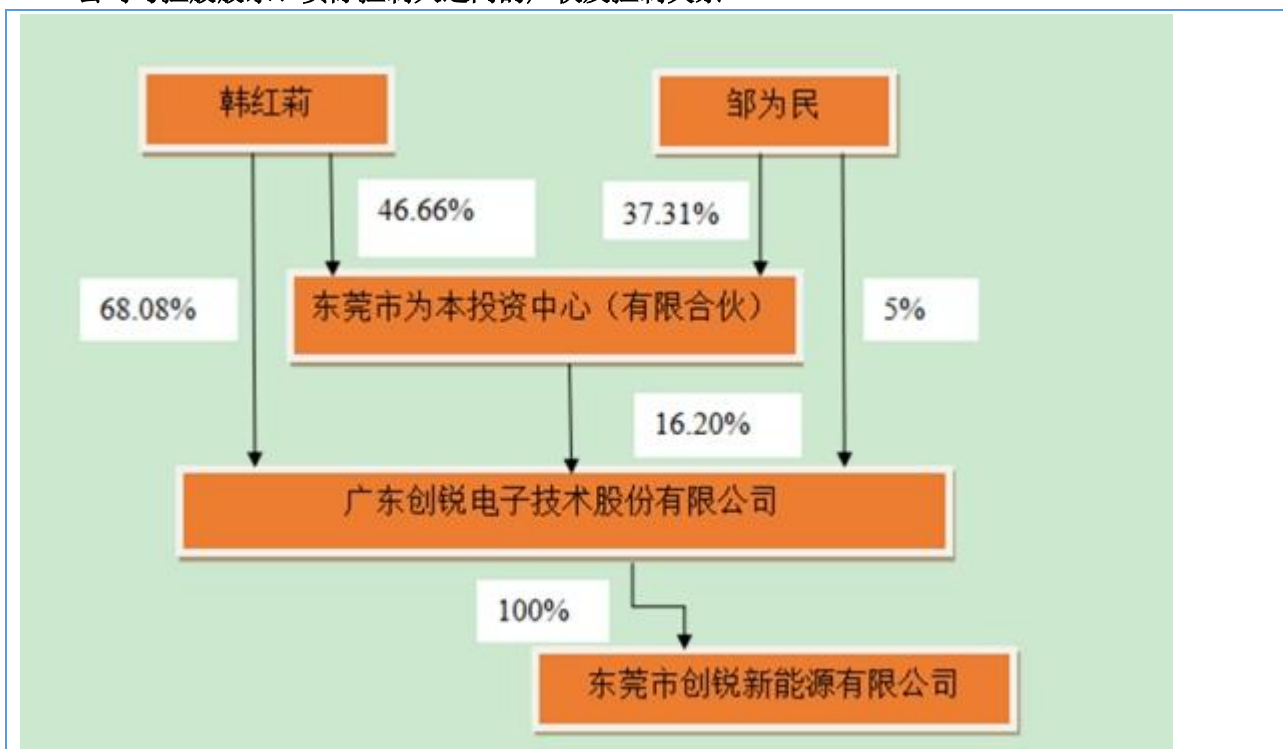 韩红莉
邹为民
46.66%
37.31%
68.08%
东莞市为本投资中心（有限合伙）
5%
16.20%
广东创锐电子技术股份有限公司
100%
东莞市创锐新能源有限公司